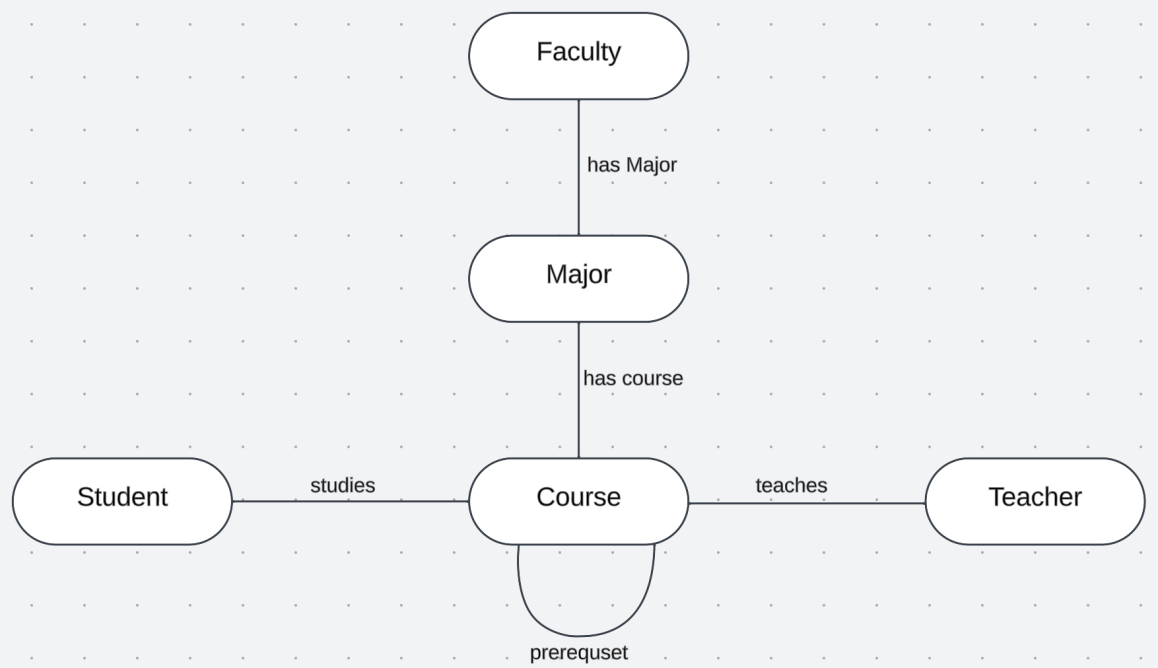 Faculty
has Major
Major
has course
Student
studies
Course
teaches
Teacher
prerequset